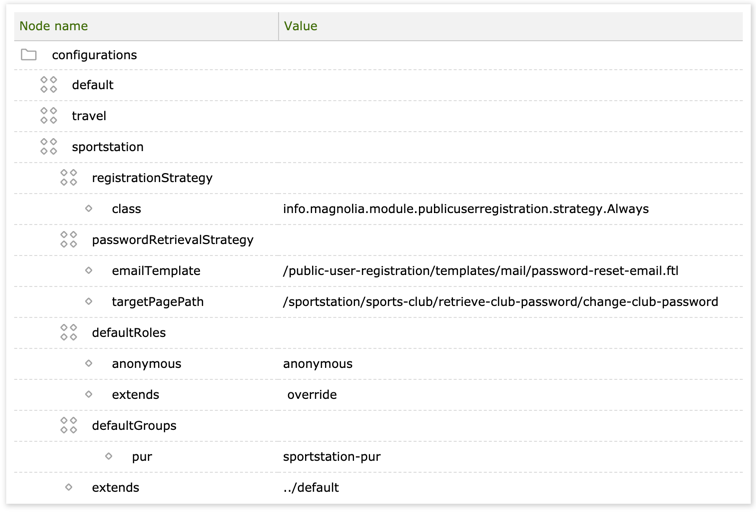 Node name Value
configurations
default
travel
sportstation
registrationStrategy
class info.magnolia.module.publicuserregistration.strategy.Always
passwordRetrievalStrategy
emailTemplate /public-user-registration/templates/mail/password-reset-email.ftl
targetPagePath /sportstation/sports-club/retrieve-club-password/change-club-password
defaultRoles
anonymous anonymous
extends override
defaultGroups
pur sportstation-pur
extends ../default